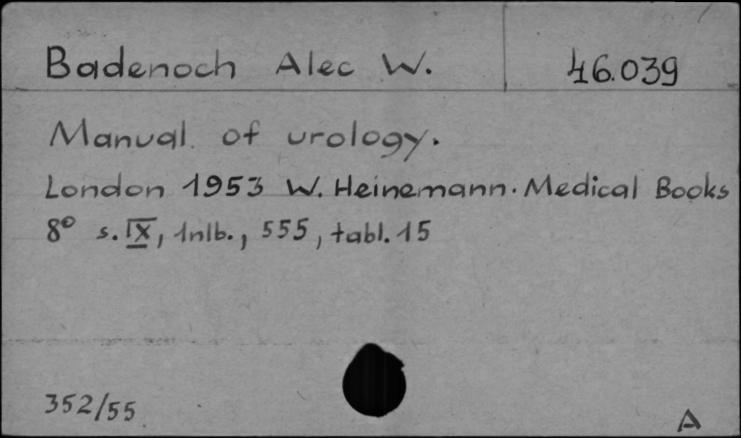 Badenoch Alec W. 46.039
Manual of urology.
London 1953 W. Heinemann. Medical Books
8° s. IX, 1nlb., 555, tabl. 15
352/55
A